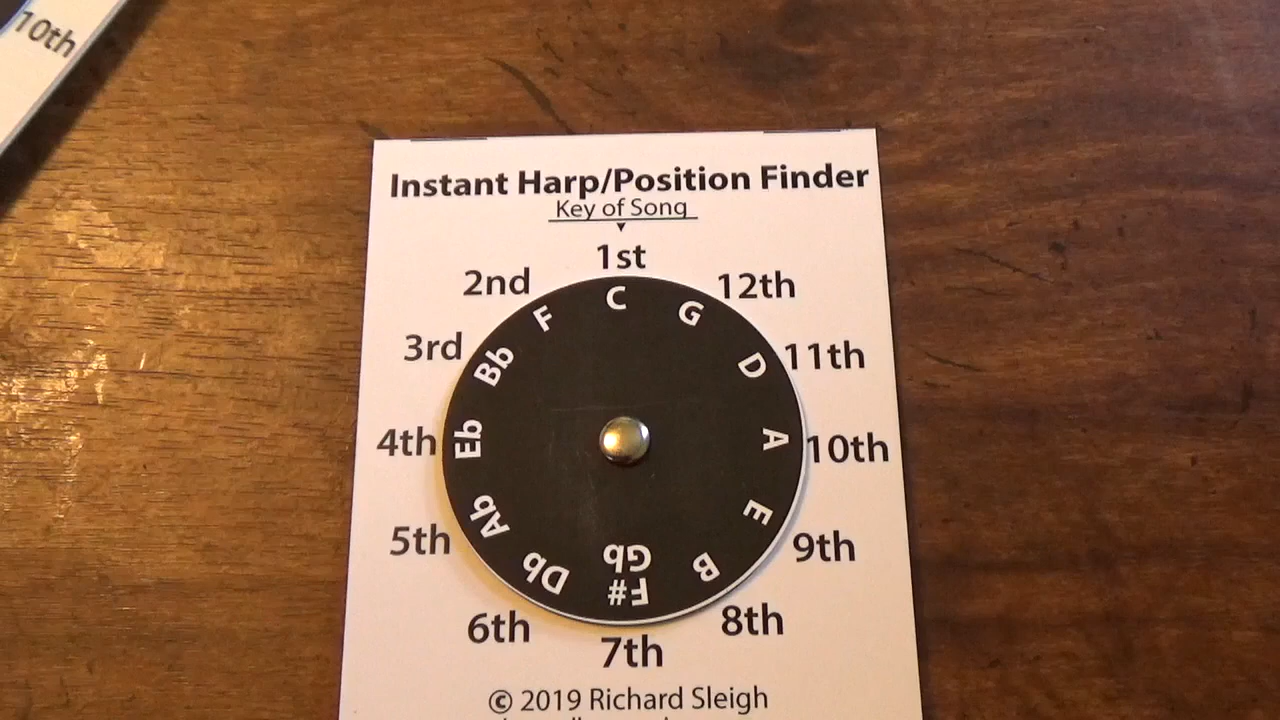 10th
Instant Harp/Position Finder
Key of Song
1st
2nd
12th
3rd
11th
4th
10th
5th
9th
6th
8th
7th
C
G
D
A
E
B
F#
Gb
Db
Ab
Eb
Bb
F
© 2019 Richard Sleigh